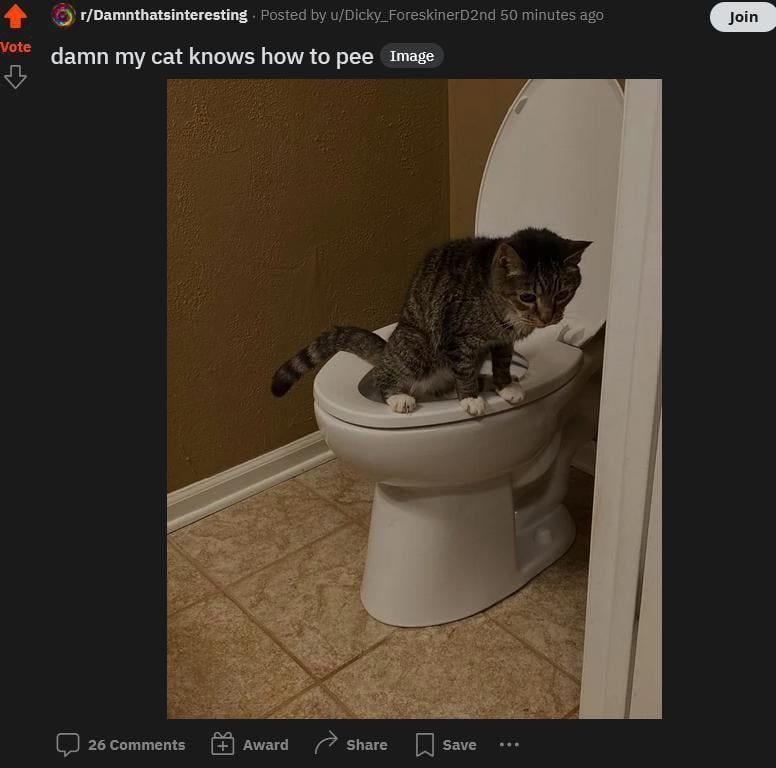 r/Damnthatsinteresting · Posted by u/Dicky_ForeskinerD2nd 50 minutes ago
Join
Vote
damn my cat knows how to pee Image
26 Comments Award Share Save ...